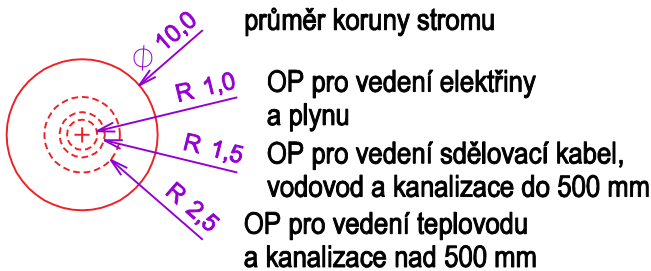 ⌀ 10,0
průměr koruny stromu
R 1,0
OP pro vedení elektřiny
a plynu
R 1,5
OP pro vedení sdělovací kabel,
vodovod a kanalizace do 500 mm
R 2,5
OP pro vedení teplovodu
a kanalizace nad 500 mm